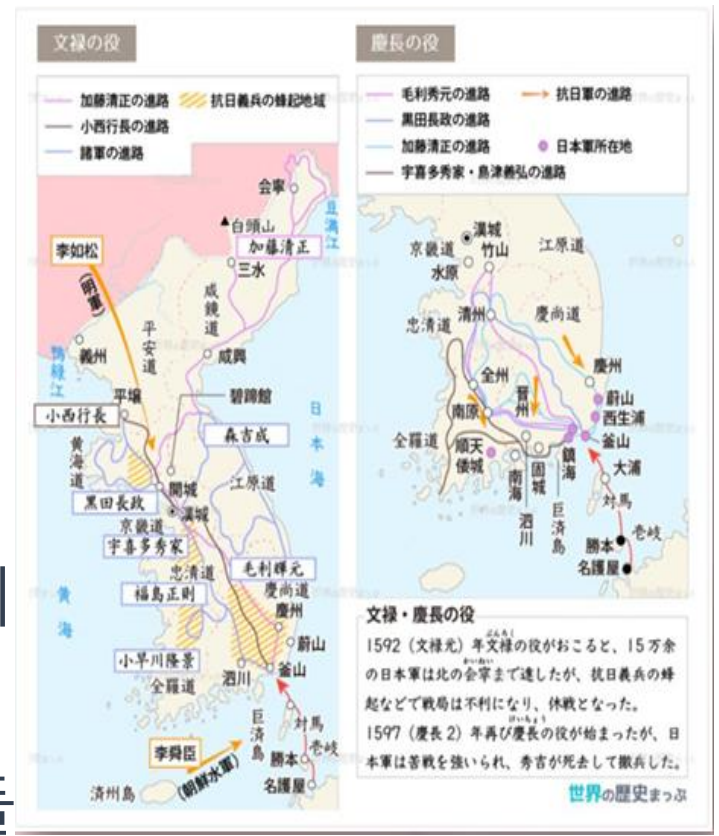 文禄の役
加藤清正の進路
抗日義兵の蜂起地域
小西行長の進路
諸軍の進路
会寧
豆満江
白頭山
加藤清正
三水
李如松
(明軍)
咸鏡道
平安道
義州
鴨緑江
咸興
平壌
碧蹄館
小西行長
森吉成
日本海
黄海道
開城
江原道
黒田長政
漢城
京畿道
宇喜多秀家
忠清道
毛利輝元
福島正則
慶尚道
慶州
蔚山
小早川隆景
泗川
釜山
全羅道
黄海
巨済島
対馬
李舜臣
(朝鮮水軍)
壱岐
勝本
名護屋
済州島
慶長の役
毛利秀元の進路
抗日軍の進路
黒田長政の進路
加藤清正の進路
日本軍所在地
宇喜多秀家・島津義弘の進路
漢城
京畿道
竹山
江原道
水原
清州
忠清道
慶尚道
慶州
全州
晋州
蔚山
南原
西生浦
釜山
全羅道
順天
倭城
鎮海
大浦
南海
固城
泗川
巨済島
対馬
壱岐
勝本
名護屋
文禄・慶長の役
1592(文禄元)年文禄の役がおこると、15万余
の日本軍は北の会寧まで達したが、抗日義兵の蜂
起などで戦局は不利になり、休戦となった。
1597(慶長2)年再び慶長の役が始まったが、日
本軍は苦戦を強いられ、秀吉が死去して撤兵した。
世界の歴史まっぷ